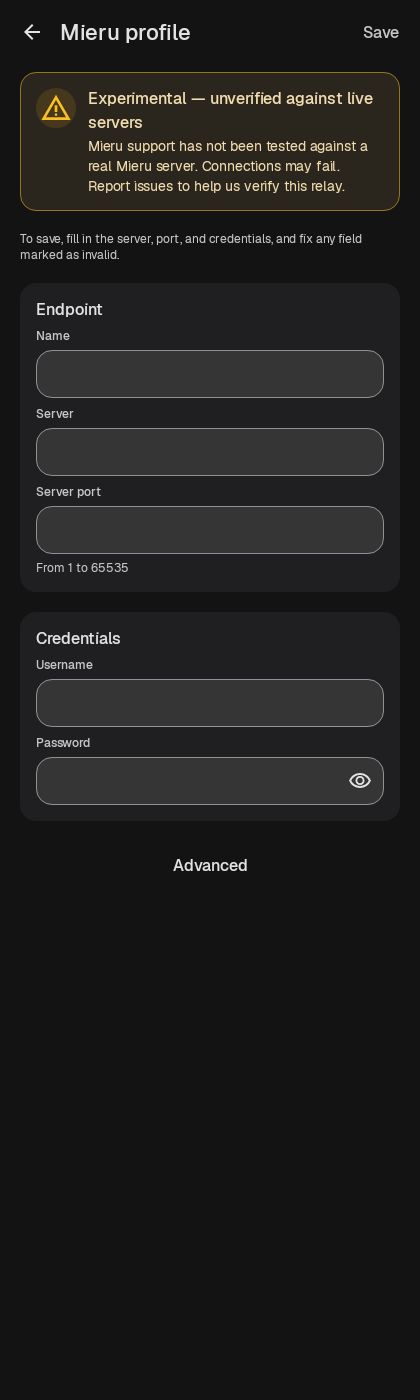 Mieru profile
Save
Experimental — unverified against live
servers
Mieru support has not been tested against a
real Mieru server. Connections may fail.
Report issues to help us verify this relay.
To save, fill in the server, port, and credentials, and fix any field
marked as invalid.
Endpoint
Name
Server
Server port
From 1 to 65535
Credentials
Username
Password
Advanced